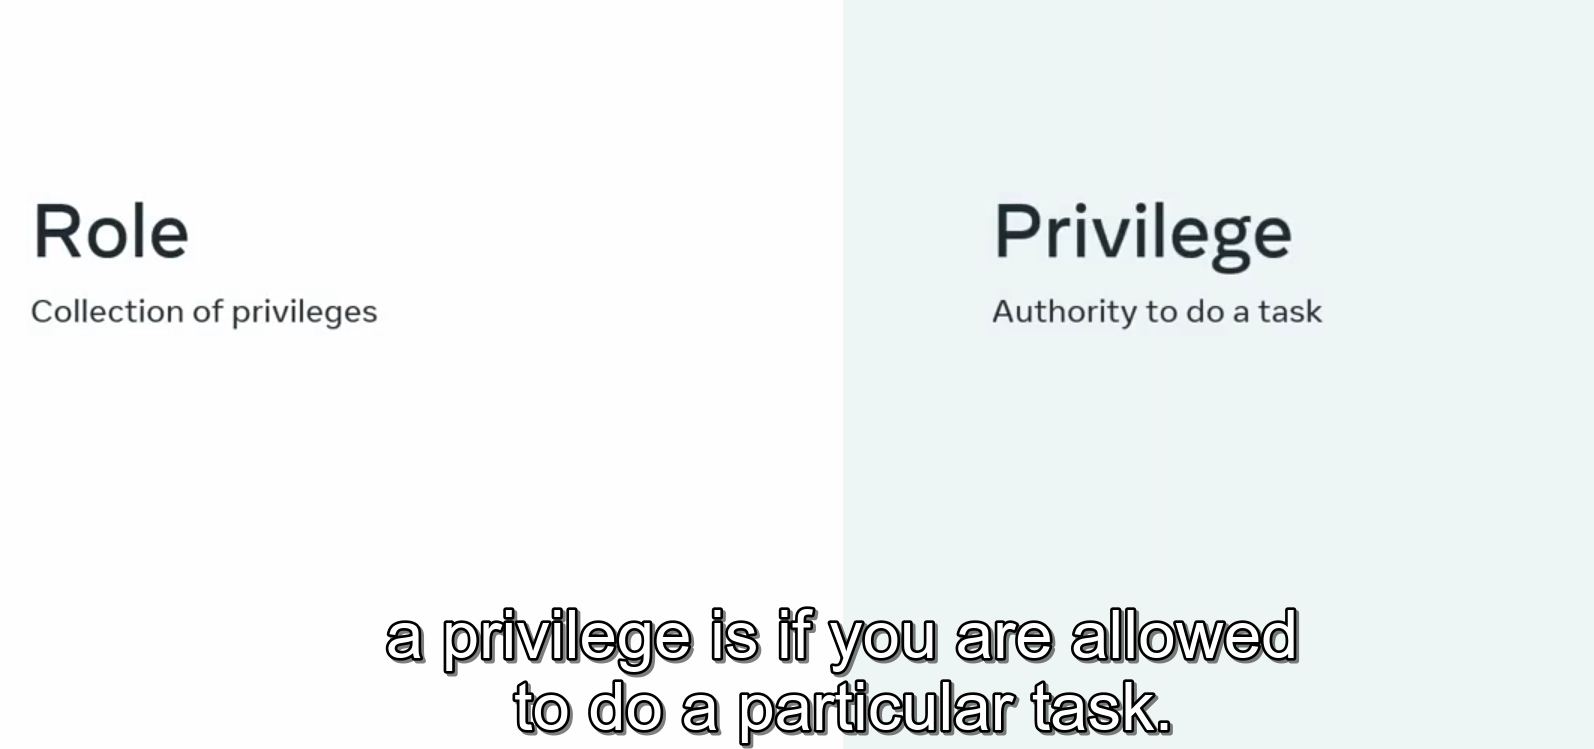 Role
Collection of privileges
Privilege
Authority to do a task
a privilege is if you are allowed
to do a particular task.